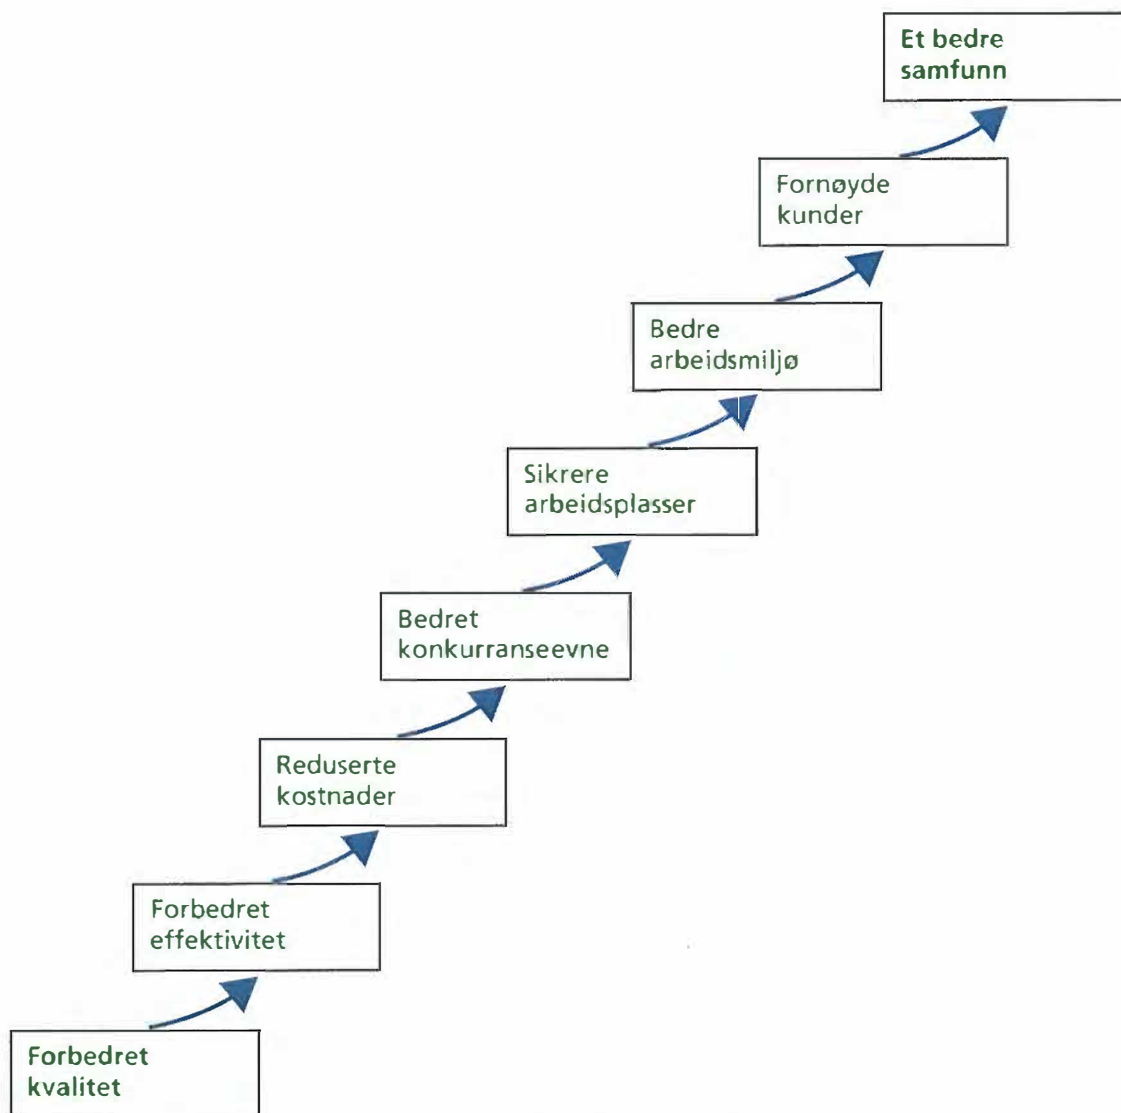 Et bedre
samfunn
Fornøyde
kunder
Bedre
arbeidsmiljø
Sikrere
arbeidsplasser
Bedret
konkurranseevne
Reduserte
kostnader
Forbedret
effektivitet
Forbedret
kvalitet